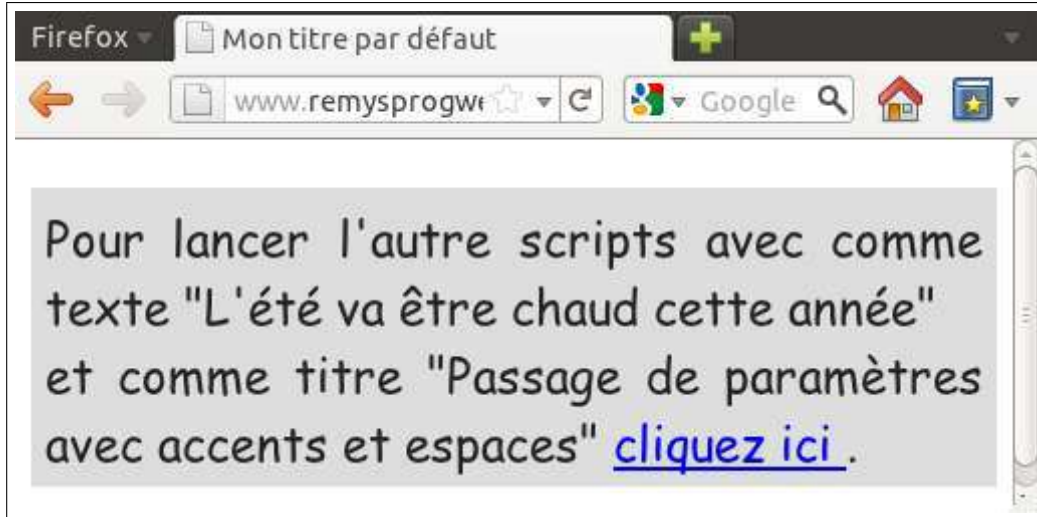 Firefox
Mon titre par défaut
www.remysprogwe
Google
Pour lancer l'autre scripts avec comme
texte "L'été va être chaud cette année"
et comme titre "Passage de paramètres
avec accents et espaces" cliquez ici .